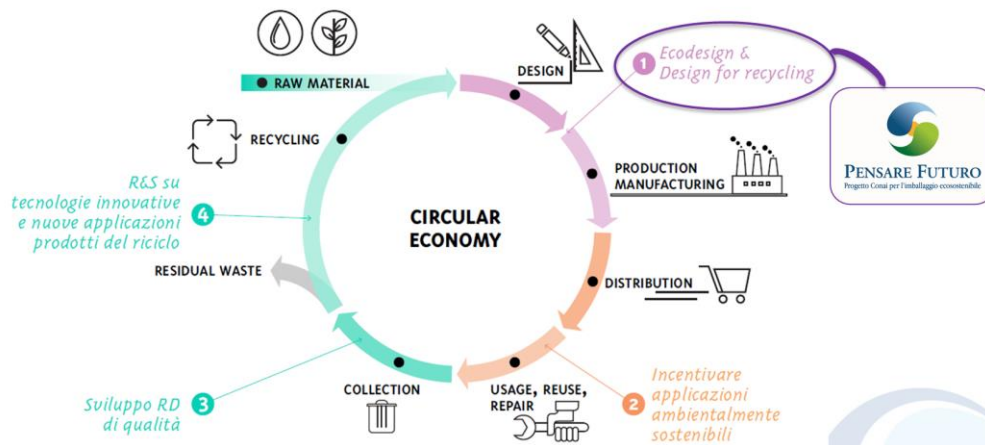 RAW MATERIAL
DESIGN
1 Ecodesign &
Design for recycling
PENSARE FUTURO
Progetto Conai per l'imballaggio ecosostenibile
RECYCLING
PRODUCTION
MANUFACTURING
R&S su
tecnologie innovative
e nuove applicazioni
prodotti del riciclo
4
CIRCULAR
ECONOMY
RESIDUAL WASTE
DISTRIBUTION
COLLECTION
USAGE, REUSE,
REPAIR
Sviluppo RD
di qualità
3
2
Incentivare
applicazioni
ambientalmente
sostenibili